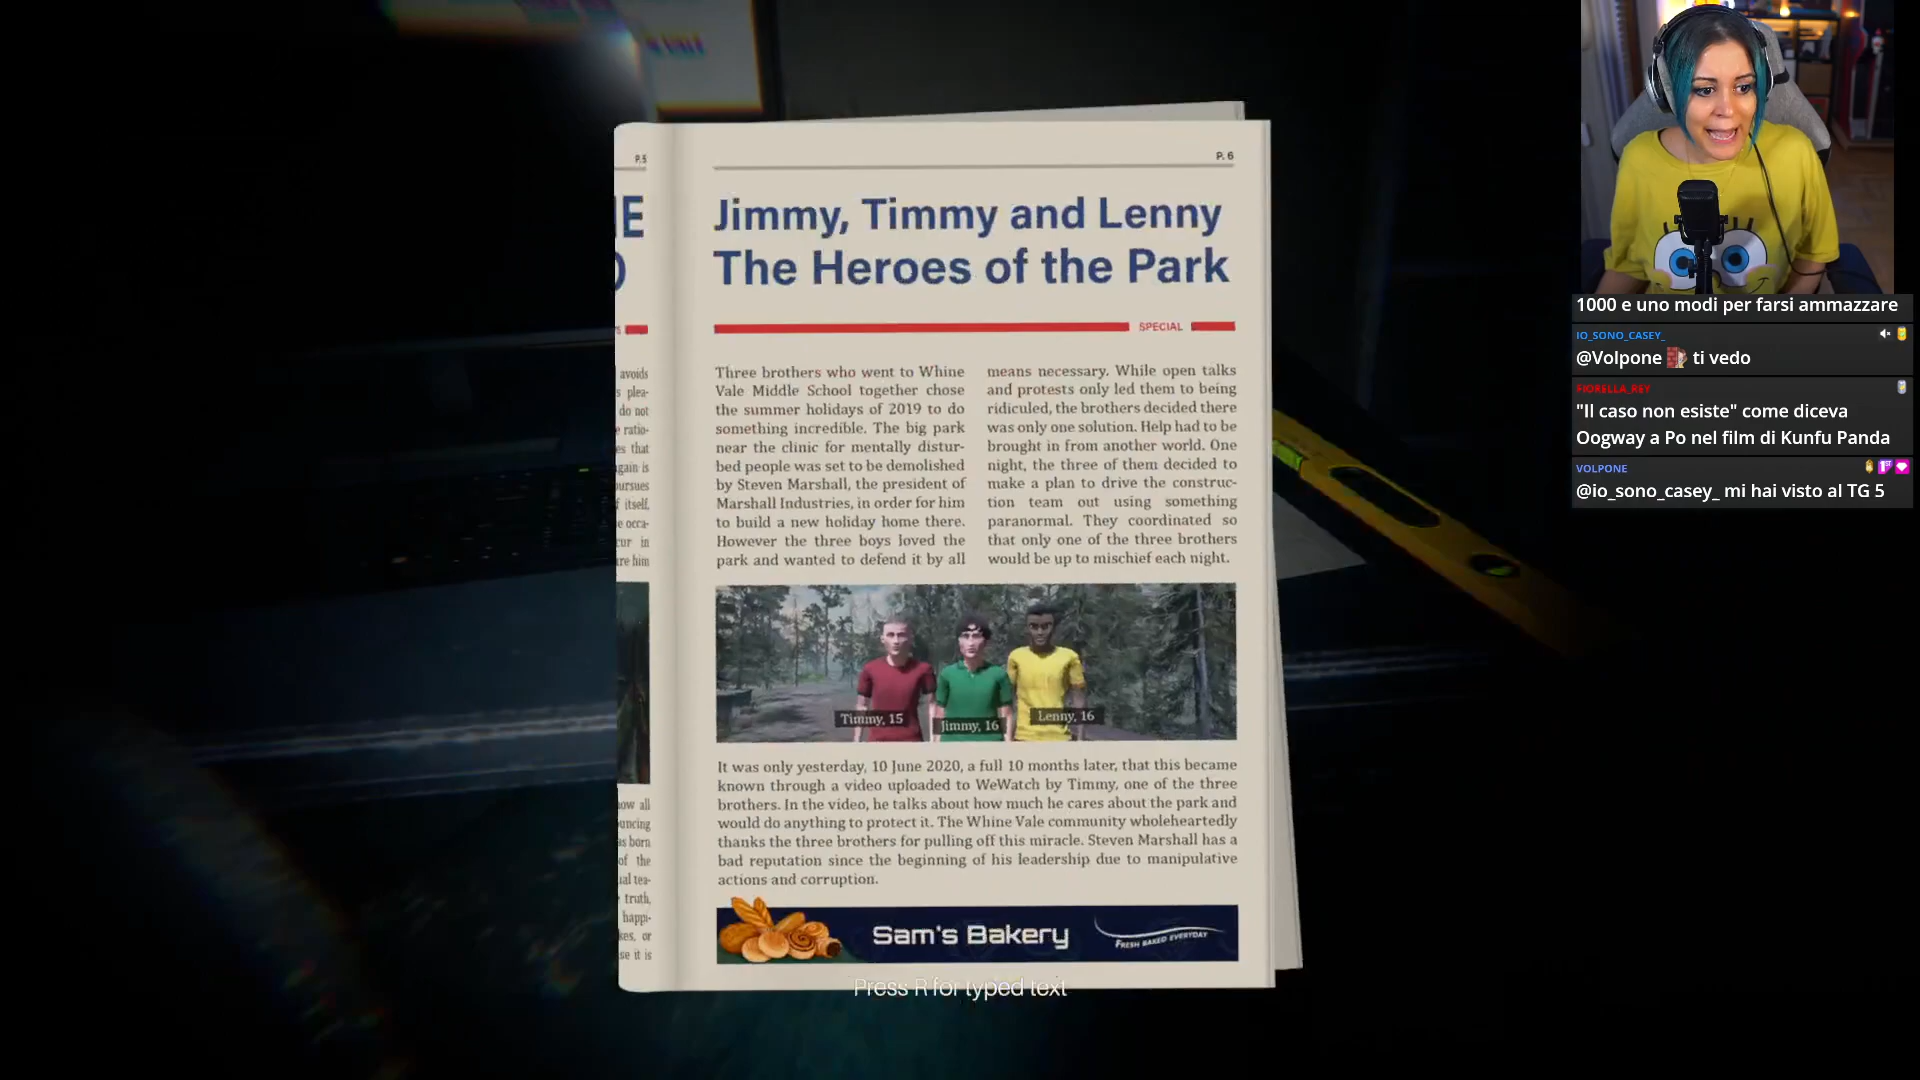 P.5
P. 6
Jimmy, Timmy and Lenny
The Heroes of the Park
SPECIAL
Three brothers who went to Whine
Vale Middle School together chose
the summer holidays of 2019 to do
something incredible. The big park
near the clinic for mentally distur-
bed people was set to be demolished
by Steven Marshall, the president of
Marshall Industries, in order for him
to build a new holiday home there.
However the three boys loved the
park and wanted to defend it by all
means necessary. While open talks
and protests only led them to being
ridiculed, the brothers decided there
was only one solution. Help had to be
brought in from another world. One
night, the three of them decided to
make a plan to drive the construc-
tion team out using something
paranormal. They coordinated so
that only one of the three brothers
would be up to mischief each night.
Timmy, 15
Jimmy, 16
Lenny, 16
It was only yesterday, 10 June 2020, a full 10 months later, that this became
known through a video uploaded to WeWatch by Timmy, one of the three
brothers. In the video, he talks about how much he cares about the park and
would do anything to protect it. The Whine Vale community wholeheartedly
thanks the three brothers for pulling off this miracle. Steven Marshall has a
bad reputation since the beginning of his leadership due to manipulative
actions and corruption.
Sam's Bakery
FRESH BAKED EVERYDAY
Press R for typed text
1000 e uno modi per farsi ammazzare
IO_SONO_CASEY_
@Volpone ti vedo
FIORELLA_REY
"Il caso non esiste" come diceva
Oogway a Po nel film di Kunfu Panda
VOLPONE
@io_sono_casey_ mi hai visto al TG 5